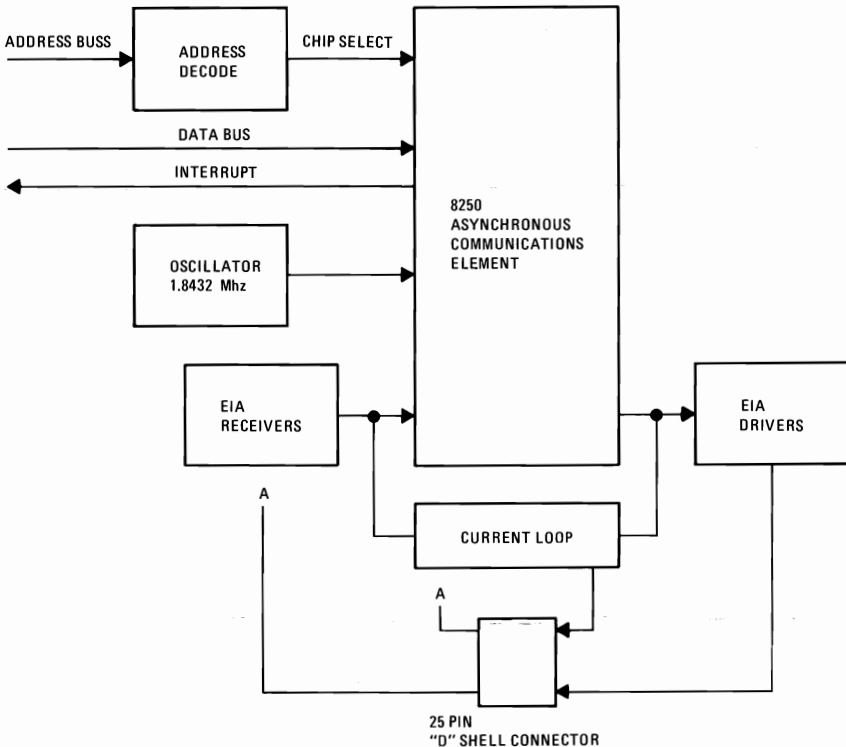 ADDRESS BUSS
ADDRESS
DECODE
CHIP SELECT
DATA BUS
INTERRUPT
8250
ASYNCHRONOUS
COMMUNICATIONS
ELEMENT
OSCILLATOR
1.8432 Mhz
EIA
RECEIVERS
EIA
DRIVERS
A
CURRENT LOOP
A
25 PIN
"D" SHELL CONNECTOR